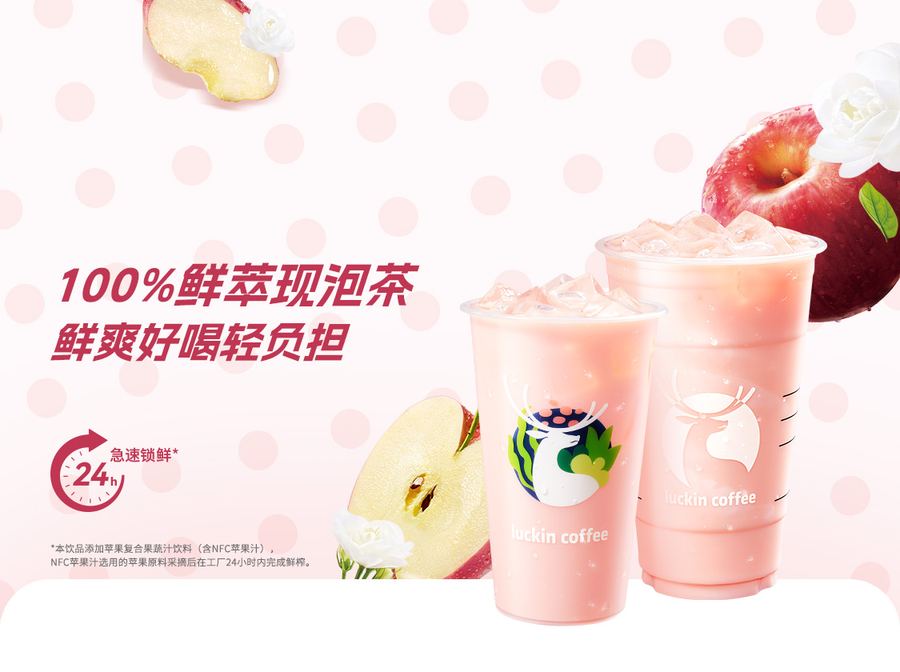 100%鲜萃现泡茶
鲜爽好喝轻负担
急速锁鲜*
24h
*本饮品添加苹果复合果蔬汁饮料（含NFC苹果汁），
NFC苹果汁选用的苹果原料采摘后在工厂24小时内完成鲜榨。
luckin coffee
luckin coffee